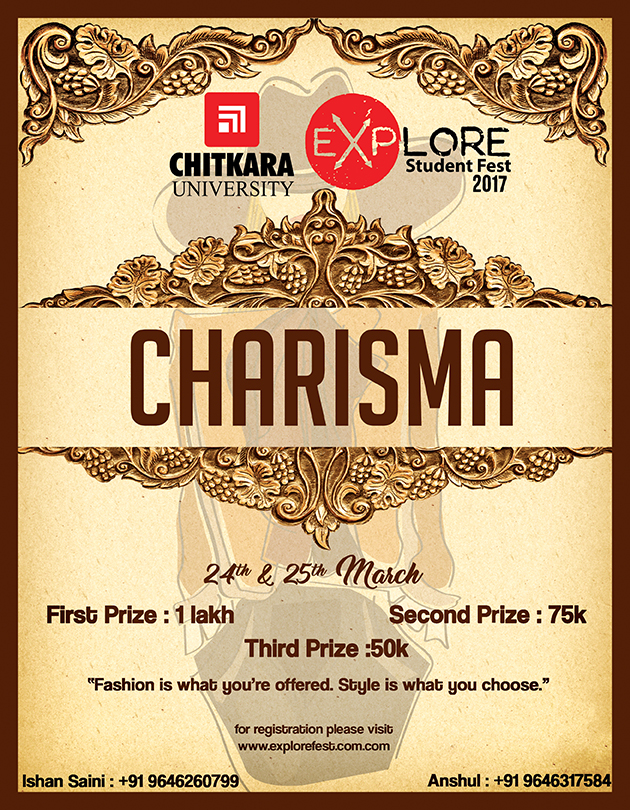 CHITKARA
UNIVERSITY
EXPLORE
Student Fest
2017
CHARISMA
24th & 25th March
First Prize : 1 lakh
Second Prize : 75k
Third Prize :50k
“Fashion is what you’re offered. Style is what you choose.”
for registration please visit
www.explorefest.com.com
Ishan Saini : +91 9646260799
Anshul : +91 9646317584